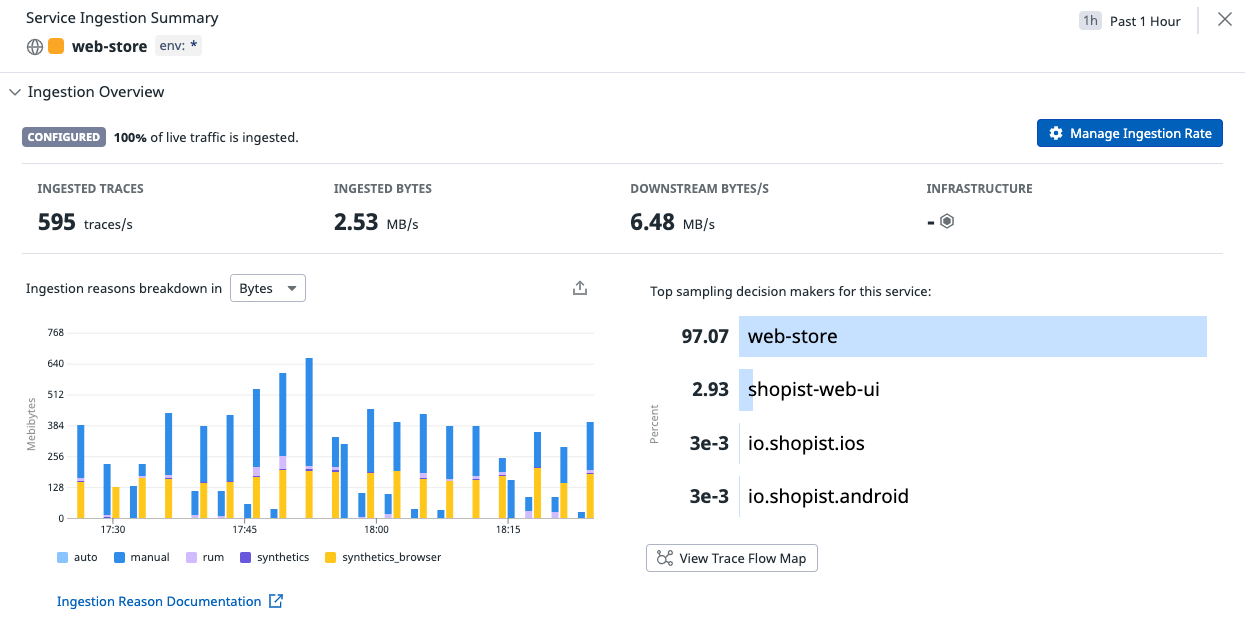 Service Ingestion Summary
1h Past 1 Hour
web-store env: *
Ingestion Overview
CONFIGURED 100% of live traffic is ingested.
Manage Ingestion Rate
INGESTED TRACES
595 traces/s
INGESTED BYTES
2.53 MB/s
DOWNSTREAM BYTES/S
6.48 MB/s
INFRASTRUCTURE
-
Ingestion reasons breakdown in Bytes
Mebibytes
768
640
512
384
256
128
0
17:30 17:45 18:00 18:15
auto manual rum synthetics synthetics_browser
Ingestion Reason Documentation
Top sampling decision makers for this service:
Percent
97.07 web-store
2.93 shopist-web-ui
3e-3 io.shopist.ios
3e-3 io.shopist.android
View Trace Flow Map